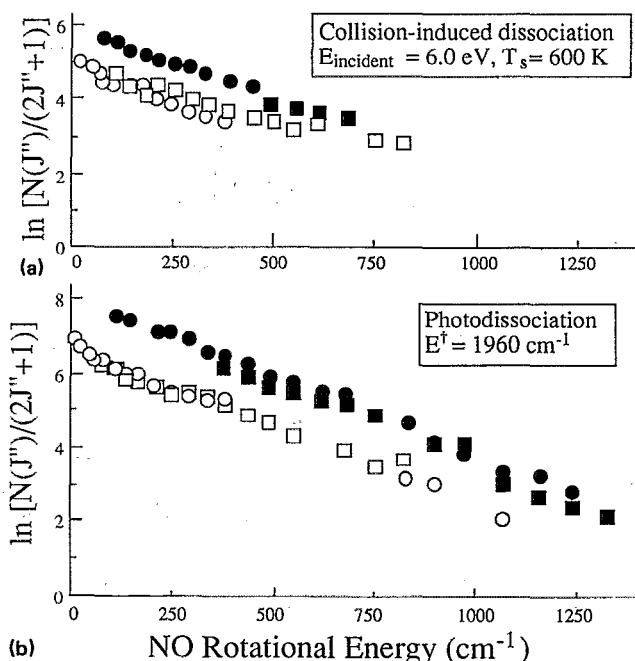 Collision-induced dissociation
E_incident = 6.0 eV, T_s= 600 K
ln [N(J")/(2J"+1)]
6
4
2
0
0 250 500 750 1000 1250
(a)
Photodissociation
E† = 1960 cm⁻¹
ln [N(J")/(2J"+1)]
8
6
4
2
0
0 250 500 750 1000 1250
(b) NO Rotational Energy (cm⁻¹)